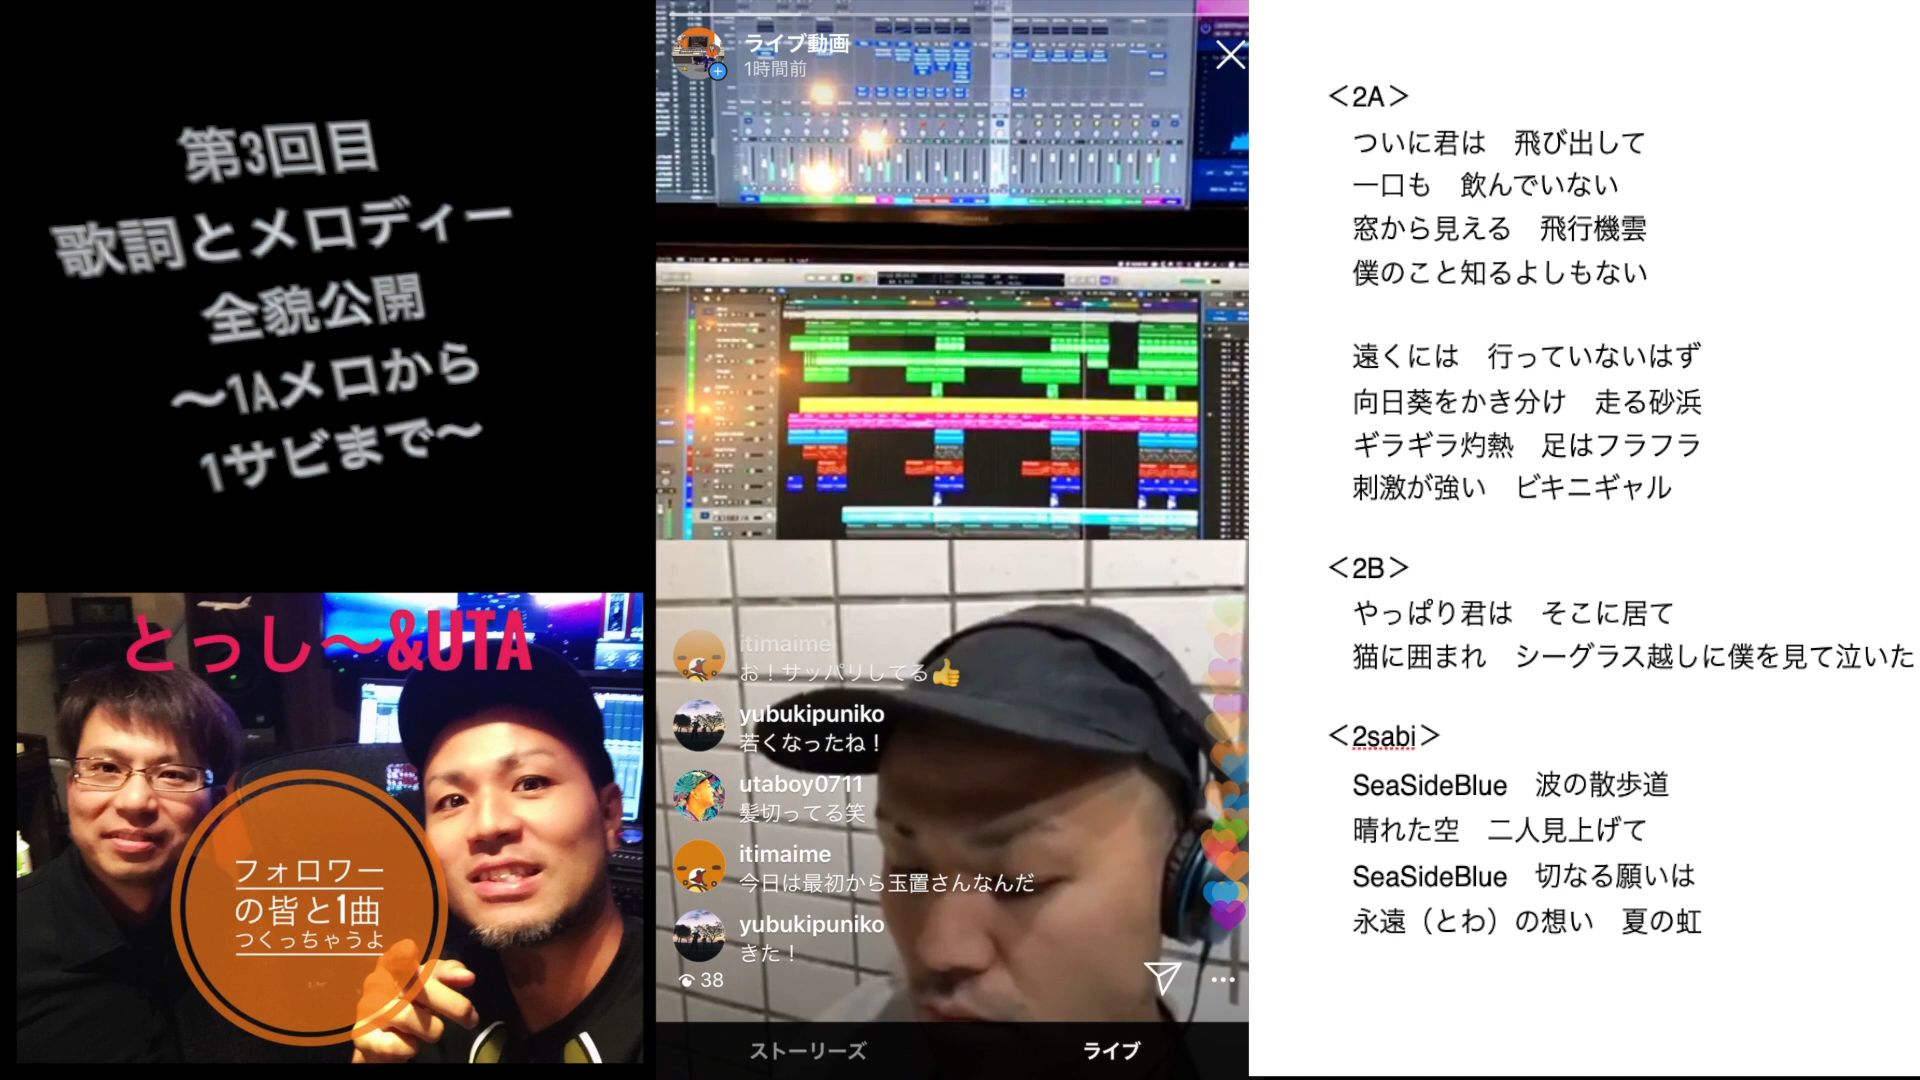 第3回目
歌詞とメロディー
全貌公開
〜1Aメロから
1サビまで〜
とっし〜&UTA
フォロワー
の皆と1曲
つくっちゃうよ
ライブ動画
1時間前
itimaime
お！サッパリしてる👍
yubukipuniko
若くなったね！
utaboy0711
髪切ってる笑
itimaime
今日は最初から玉置さんなんだ
yubukipuniko
きた！
38
ストーリーズ
ライブ
＜2A＞
ついに君は　飛び出して
一口も　飲んでいない
窓から見える　飛行機雲
僕のこと知るよしもない
遠くには　行っていないはず
向日葵をかき分け　走る砂浜
ギラギラ灼熱　足はフラフラ
刺激が強い　ビキニギャル
＜2B＞
やっぱり君は　そこに居て
猫に囲まれ　シーグラス越しに僕を見て泣いた
＜2sabi＞
SeaSideBlue　波の散歩道
晴れた空　二人見上げて
SeaSideBlue　切なる願いは
永遠（とわ）の想い　夏の虹